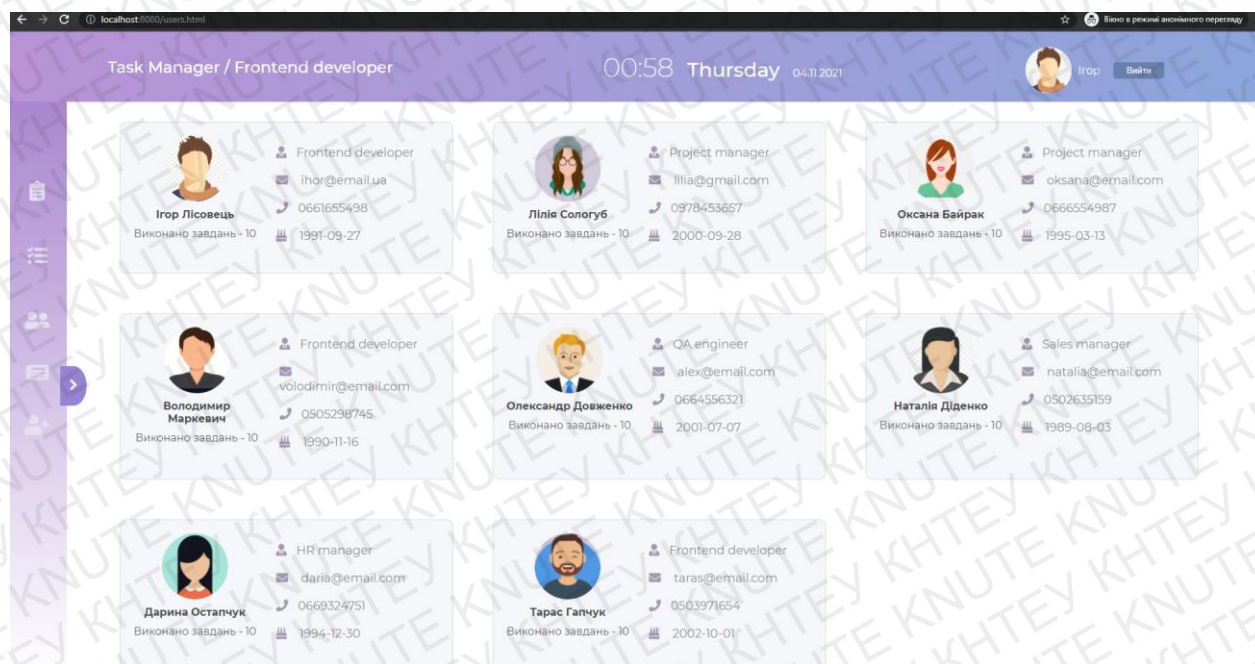 localhost:8080/users.html
Вікно в режимі анонімного перегляду
Task Manager / Frontend developer
00:58 Thursday 04.11.2021
Ігор
Вийти
Frontend developer
ihor@email.ua
0661655498
1991-09-27
Ігор Лісовець
Виконано завдань - 10
Project manager
lilia@gmail.com
0978453657
2000-09-28
Лілія Сологуб
Виконано завдань - 10
Project manager
oksana@email.com
0666554987
1995-03-13
Оксана Байрак
Виконано завдань - 10
Frontend developer
volodimir@email.com
0505298745
1990-11-16
Володимир
Маркевич
Виконано завдань - 10
QA engineer
alex@email.com
0664556321
2001-07-07
Олександр Довженко
Виконано завдань - 10
Sales manager
natalia@email.com
0502635159
1989-08-03
Наталія Діденко
Виконано завдань - 10
HR manager
daria@email.com
0669324751
1994-12-30
Дарина Остапчук
Виконано завдань - 10
Frontend developer
taras@email.com
0503971654
2002-10-01
Тарас Гапчук
Виконано завдань - 10
KNUTE KHTEY